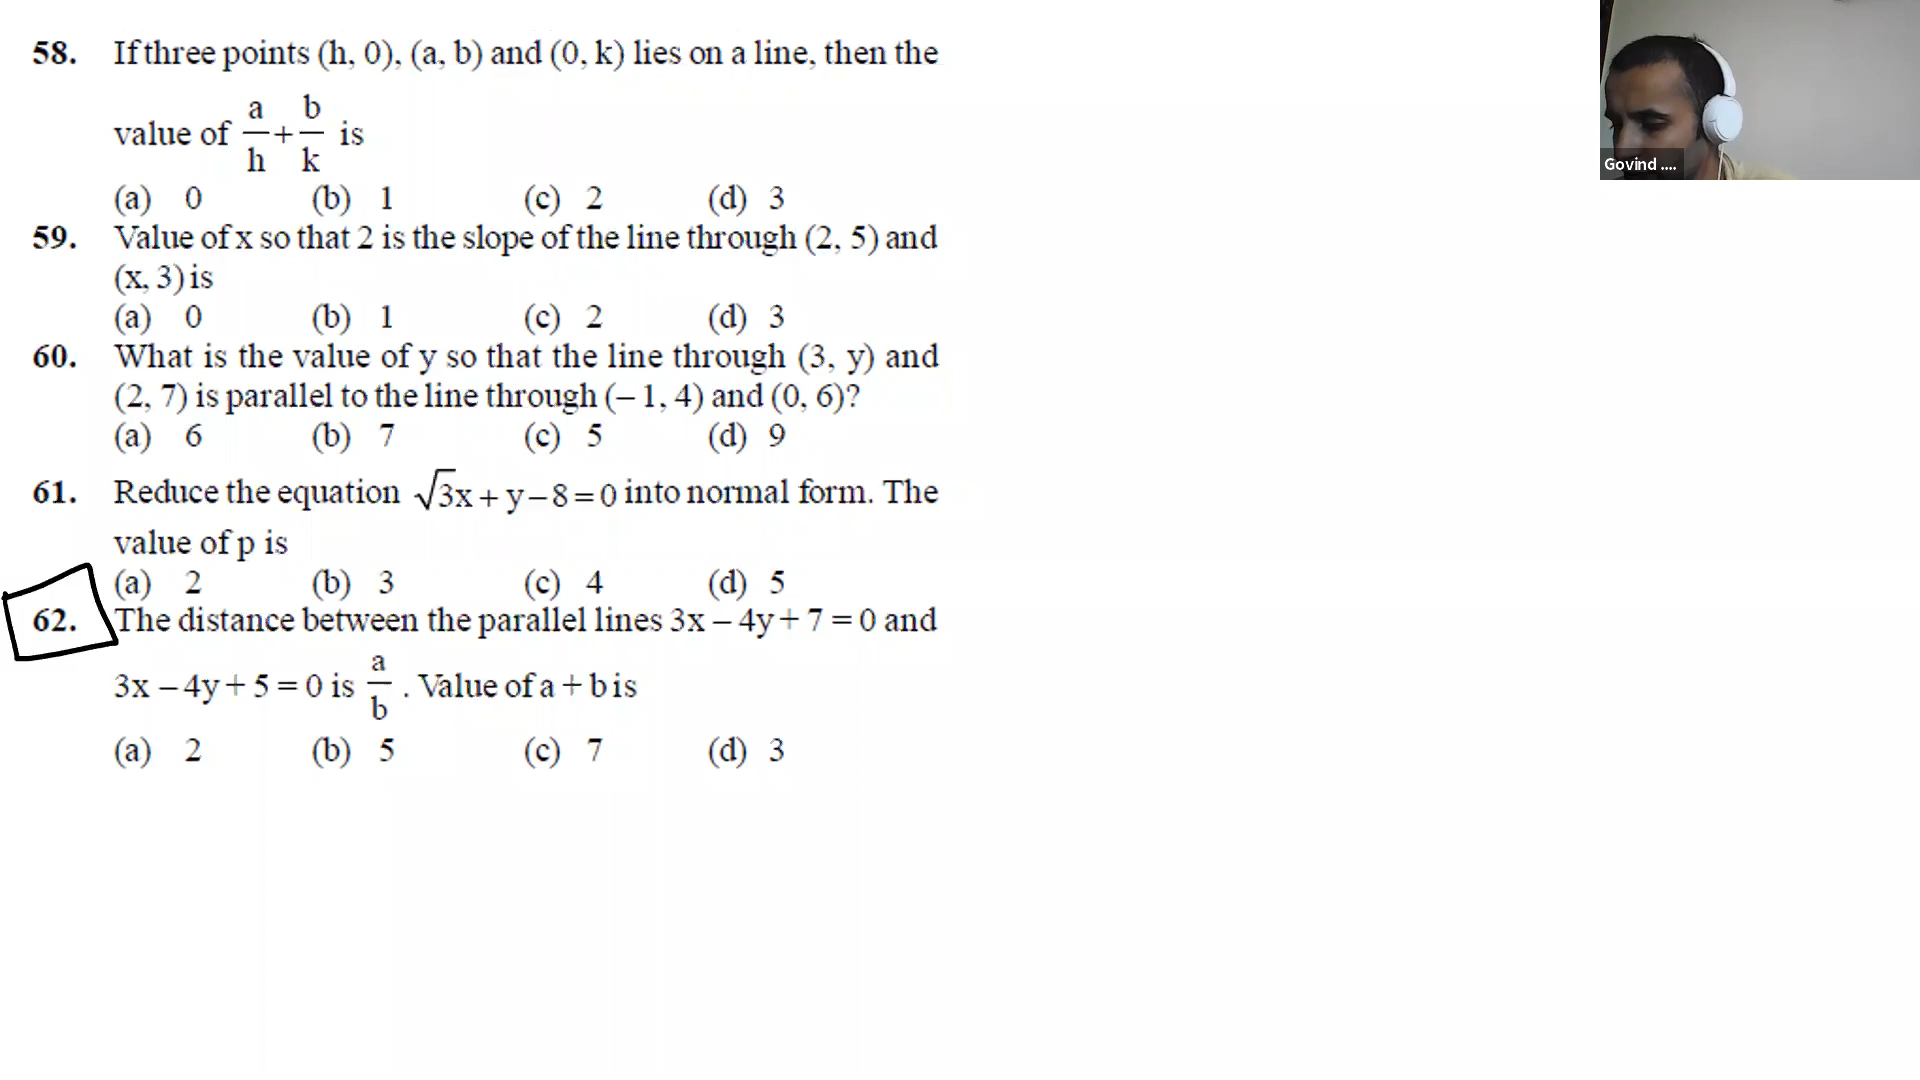 58. If three points (h, 0), (a, b) and (0, k) lies on a line, then the
value of a/h + b/k is
(a) 0 (b) 1 (c) 2 (d) 3
59. Value of x so that 2 is the slope of the line through (2, 5) and
(x, 3) is
(a) 0 (b) 1 (c) 2 (d) 3
60. What is the value of y so that the line through (3, y) and
(2, 7) is parallel to the line through (– 1, 4) and (0, 6)?
(a) 6 (b) 7 (c) 5 (d) 9
61. Reduce the equation √3x + y – 8 = 0 into normal form. The
value of p is
(a) 2 (b) 3 (c) 4 (d) 5
62. The distance between the parallel lines 3x – 4y + 7 = 0 and
3x – 4y + 5 = 0 is a/b . Value of a + b is
(a) 2 (b) 5 (c) 7 (d) 3
Govind ....